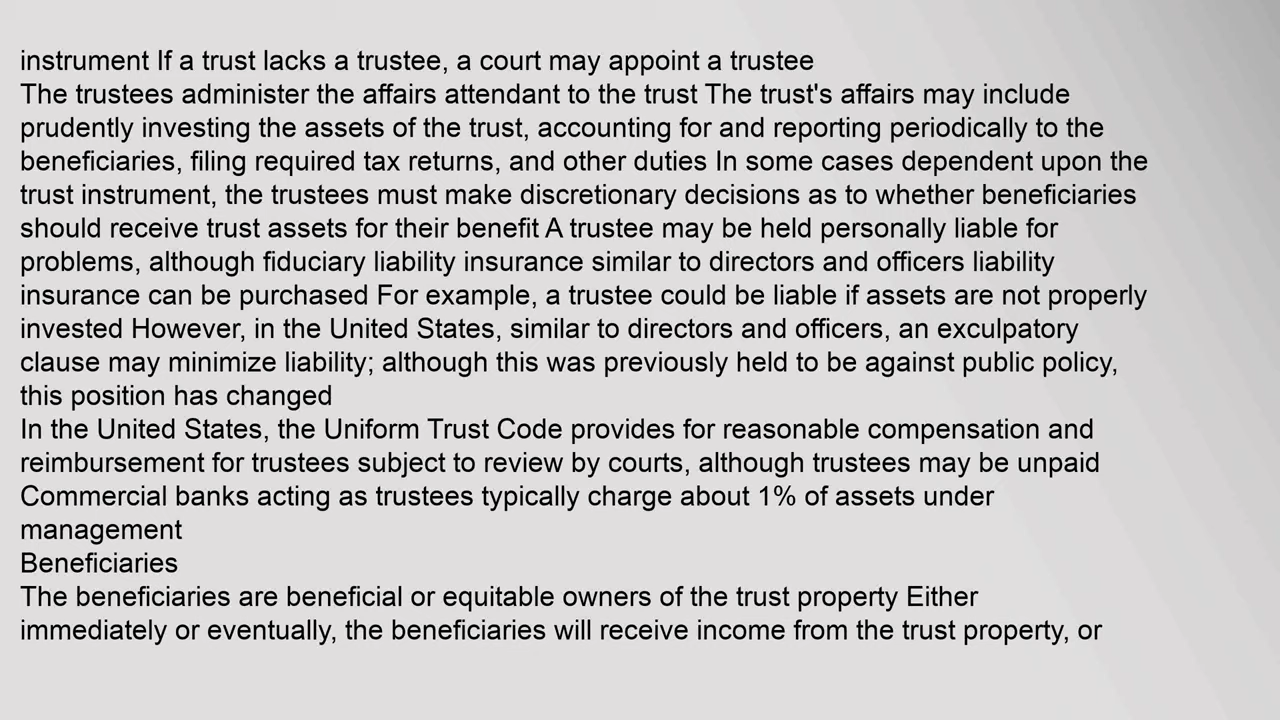 instrument If a trust lacks a trustee, a court may appoint a trustee
The trustees administer the affairs attendant to the trust The trust's affairs may include
prudently investing the assets of the trust, accounting for and reporting periodically to the
beneficiaries, filing required tax returns, and other duties In some cases dependent upon the
trust instrument, the trustees must make discretionary decisions as to whether beneficiaries
should receive trust assets for their benefit A trustee may be held personally liable for
problems, although fiduciary liability insurance similar to directors and officers liability
insurance can be purchased For example, a trustee could be liable if assets are not properly
invested However, in the United States, similar to directors and officers, an exculpatory
clause may minimize liability; although this was previously held to be against public policy,
this position has changed
In the United States, the Uniform Trust Code provides for reasonable compensation and
reimbursement for trustees subject to review by courts, although trustees may be unpaid
Commercial banks acting as trustees typically charge about 1% of assets under
management
Beneficiaries
The beneficiaries are beneficial or equitable owners of the trust property Either
immediately or eventually, the beneficiaries will receive income from the trust property, or